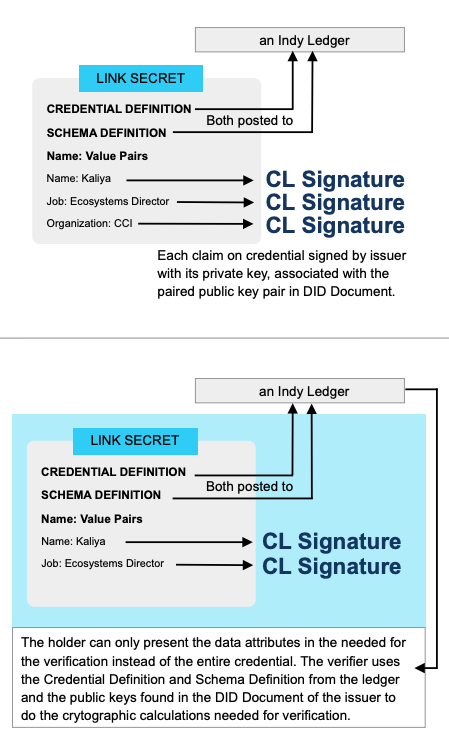 an Indy Ledger
LINK SECRET
CREDENTIAL DEFINITION
Both posted to
SCHEMA DEFINITION
Name: Value Pairs
Name: Kaliya
CL Signature
Job: Ecosystems Director
CL Signature
Organization: CCI
CL Signature
Each claim on credential signed by issuer
with its private key, associated with the
paired public key pair in DID Document.
an Indy Ledger
LINK SECRET
CREDENTIAL DEFINITION
Both posted to
SCHEMA DEFINITION
Name: Value Pairs
Name: Kaliya
CL Signature
Job: Ecosystems Director
CL Signature
The holder can only present the data attributes in the needed for
the verification instead of the entire credential. The verifier uses
the Credential Definition and Schema Definition from the ledger
and the public keys found in the DID Document of the issuer to
do the crytographic calculations needed for verification.